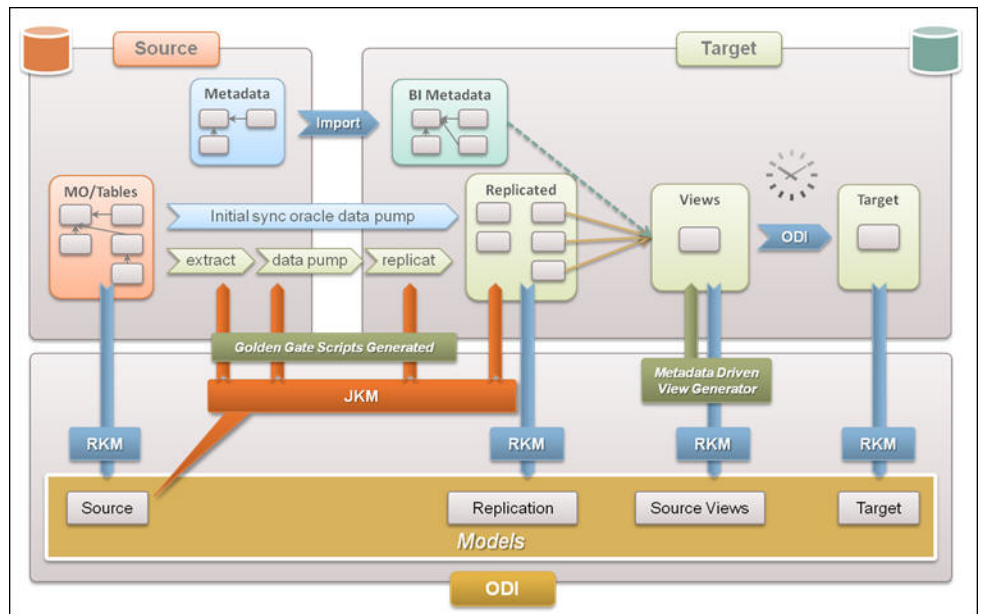 Source
Target
Metadata
Import
BI Metadata
MO/Tables
Initial sync oracle data pump
Replicated
Views
ODI
Target
extract
data pump
replicat
Golden Gate Scripts Generated
Metadata Driven
View Generator
JKM
RKM
RKM
RKM
RKM
Source
Replication
Source Views
Target
Models
ODI